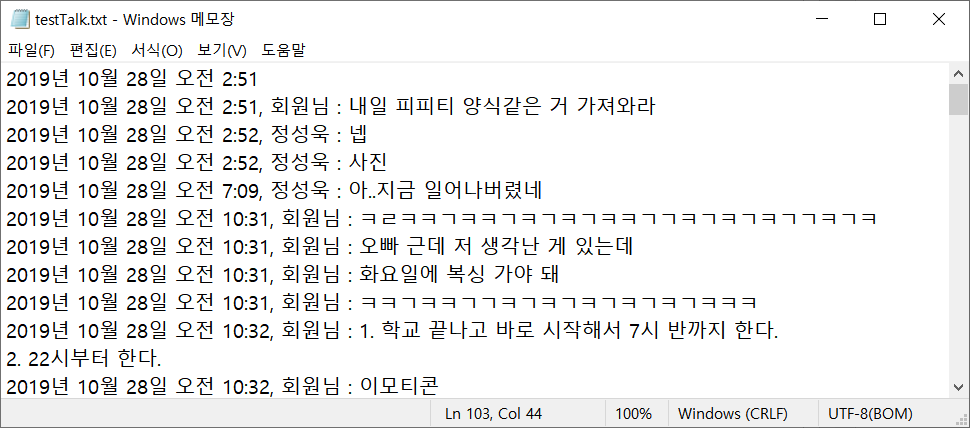 testTalk.txt - Windows 메모장
파일(F) 편집(E) 서식(O) 보기(V) 도움말
2019년 10월 28일 오전 2:51
2019년 10월 28일 오전 2:51, 회원님 : 내일 피피티 양식같은 거 가져와라
2019년 10월 28일 오전 2:52, 정성욱 : 넵
2019년 10월 28일 오전 2:52, 정성욱 : 사진
2019년 10월 28일 오전 7:09, 정성욱 : 아..지금 일어나버렸네
2019년 10월 28일 오전 10:31, 회원님 : ㅋㄹㅋㅋㄱㅋㅋㄱㅋㄱㅋㄱㅋㅋㄱㄱㅋㄱㅋㄱㅋㄱㄱㅋㄱㅋ
2019년 10월 28일 오전 10:31, 회원님 : 오빠 근데 저 생각난 게 있는데
2019년 10월 28일 오전 10:31, 회원님 : 화요일에 복싱 가야 돼
2019년 10월 28일 오전 10:31, 회원님 : ㅋㅋㄱㅋㅋㄱㄱㅋㄱㅋㄱㅋㄱㅋㄱㅋㄱㅋㅋㅋ
2019년 10월 28일 오전 10:32, 회원님 : 1. 학교 끝나고 바로 시작해서 7시 반까지 한다.
2. 22시부터 한다.
2019년 10월 28일 오전 10:32, 회원님 : 이모티콘
Ln 103, Col 44 100% Windows (CRLF) UTF-8(BOM)